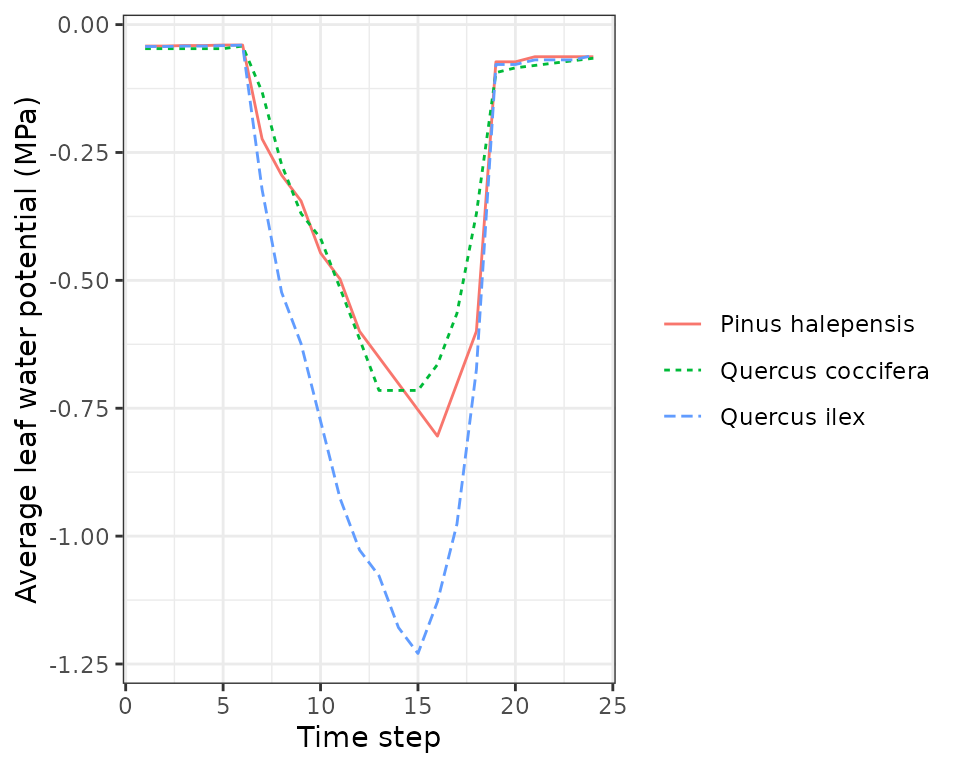 0.00
-0.25
-0.50
-0.75
-1.00
-1.25
Average leaf water potential (MPa)
0 5 10 15 20 25
Time step
Pinus halepensis
Quercus coccifera
Quercus ilex